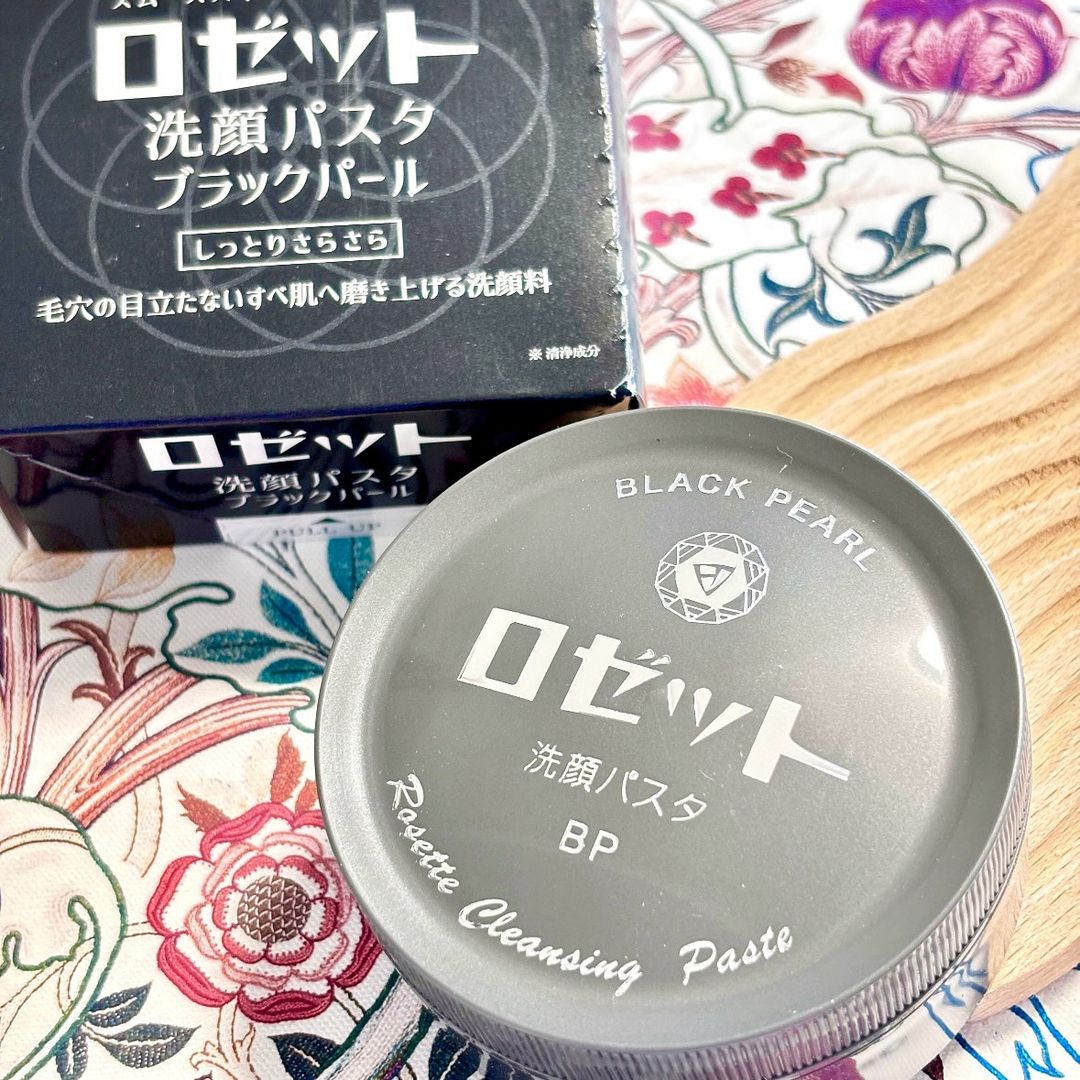 ロゼット
洗顔パスタ
ブラックパール
しっとりさらさら
毛穴の目立たないすべ肌へ磨き上げる洗顔料
※清浄成分
ロゼット
洗顔パスタ
ブラックパール
PULL UP
BLACK PEARL
ロゼット
洗顔パスタ
BP
Rosette Cleansing Paste